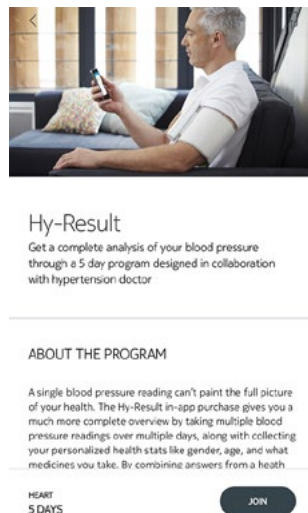 Hy-Result
Get a complete analysis of your blood pressure
through a 5 day program designed in collaboration
with hypertension doctor
ABOUT THE PROGRAM
A single blood pressure reading can't paint the full picture
of your health. The Hy-Result in-app purchase gives you a
much more complete overview by taking multiple blood
pressure readings over multiple days, along with collecting
your personalized health stats like gender, age, and what
medicines you take. By combining answers from a heath
HEART
5 DAYS
JOIN